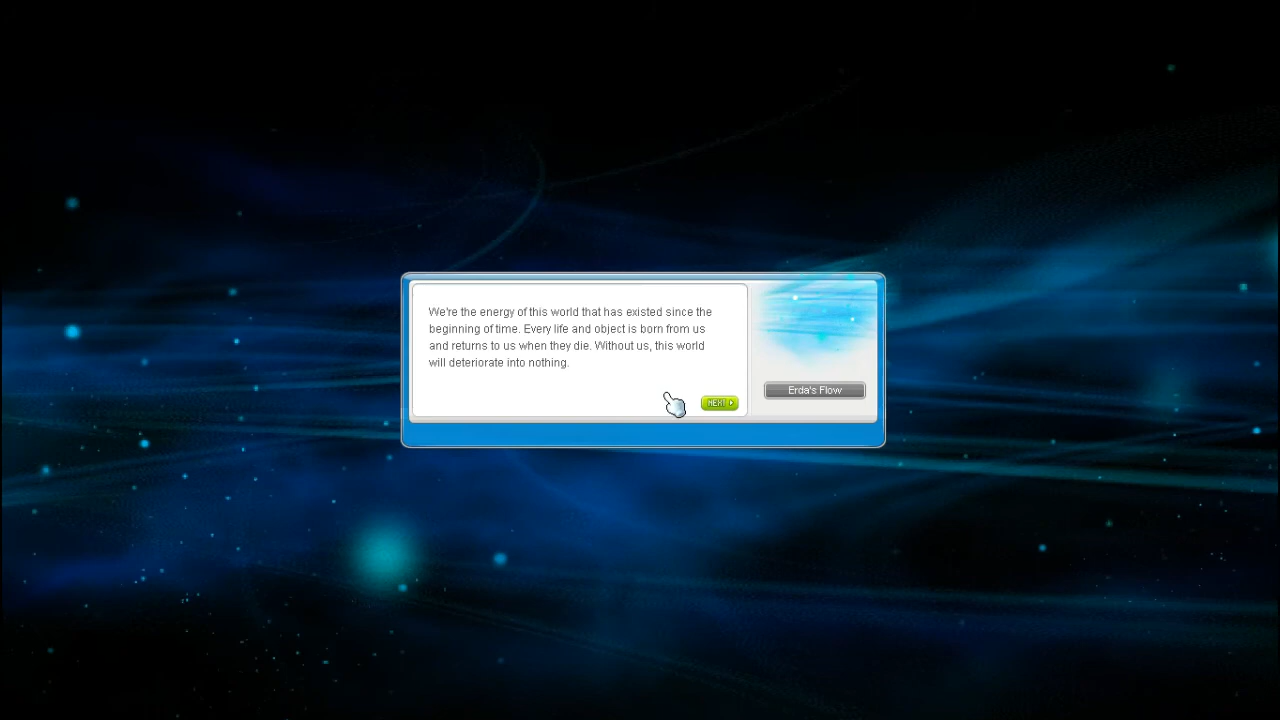 We're the energy of this world that has existed since the
beginning of time. Every life and object is born from us
and returns to us when they die. Without us, this world
will deteriorate into nothing.
Erda's Flow
NEXT